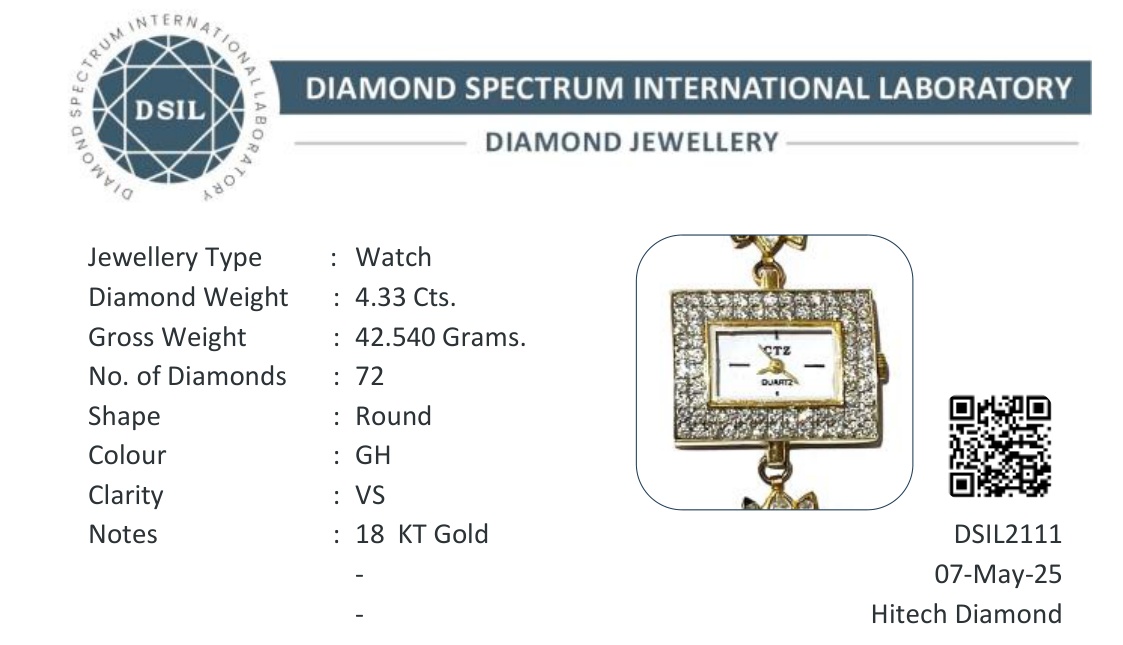 DIAMOND SPECTRUM INTERNATIONAL LABORATORY
DSIL
DIAMOND SPECTRUM INTERNATIONAL LABORATORY
DIAMOND JEWELLERY
Jewellery Type : Watch
Diamond Weight : 4.33 Cts.
Gross Weight : 42.540 Grams.
No. of Diamonds : 72
Shape : Round
Colour : GH
Clarity : VS
Notes : 18 KT Gold
-
-
CTZ
QUARTZ
DSIL2111
07-May-25
Hitech Diamond